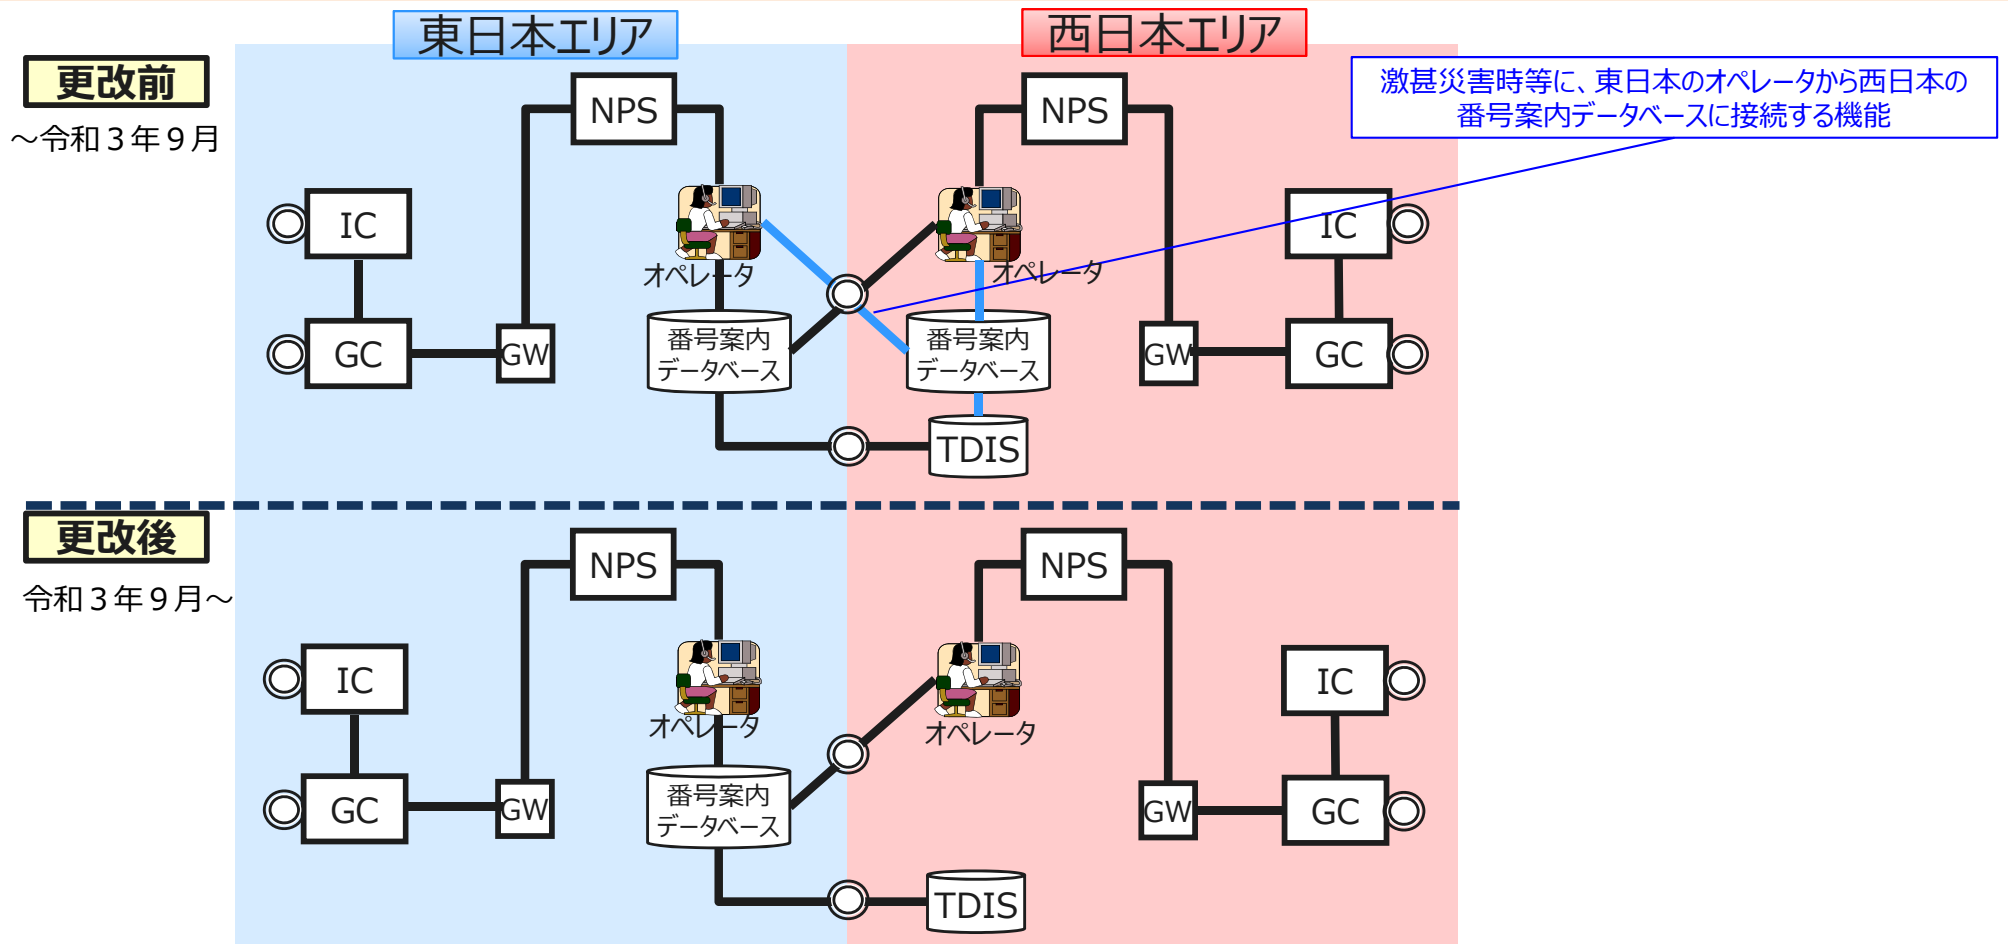 東日本エリア
西日本エリア
更改前
～令和３年９月
激甚災害時等に、東日本のオペレータから西日本の
番号案内データベースに接続する機能
NPS
NPS
IC
オペレータ
オペレータ
IC
GC
GW
番号案内
データベース
番号案内
データベース
GW
GC
TDIS
更改後
令和３年９月～
NPS
NPS
IC
オペレータ
オペレータ
IC
GC
GW
番号案内
データベース
GW
GC
TDIS